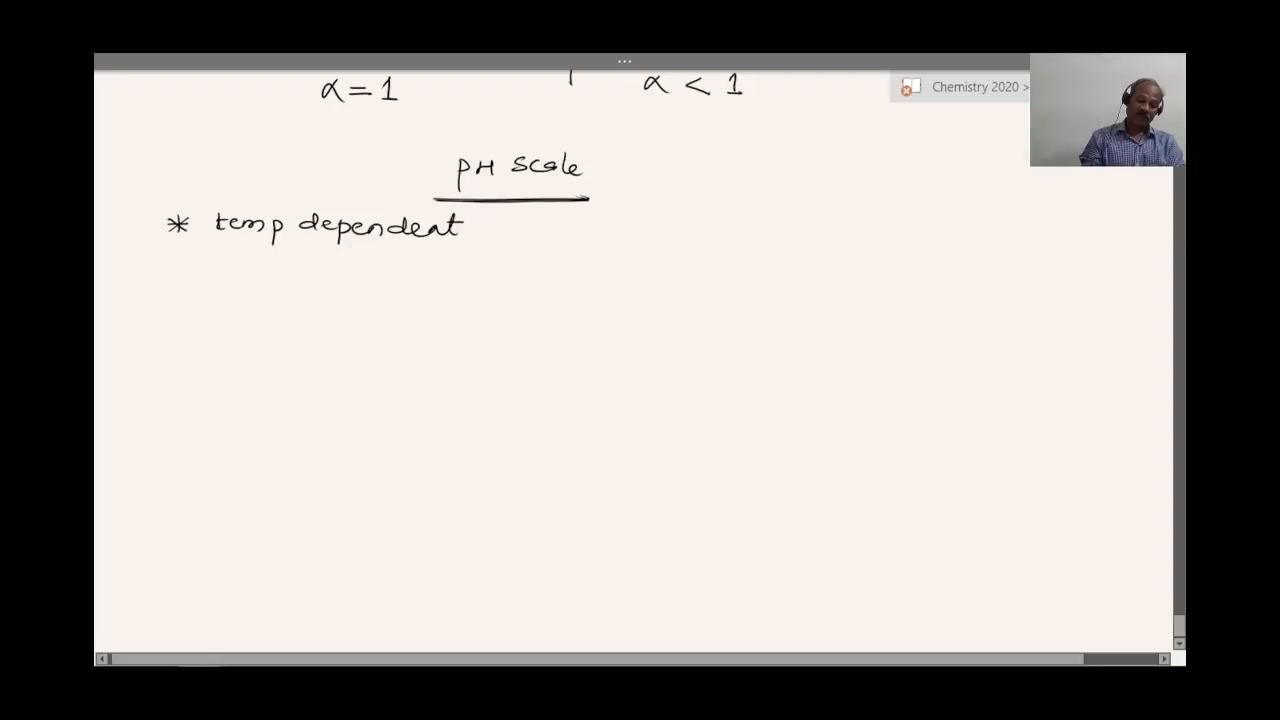 α = 1
α < 1
Chemistry 2020 >
pH scale
* temp dependent